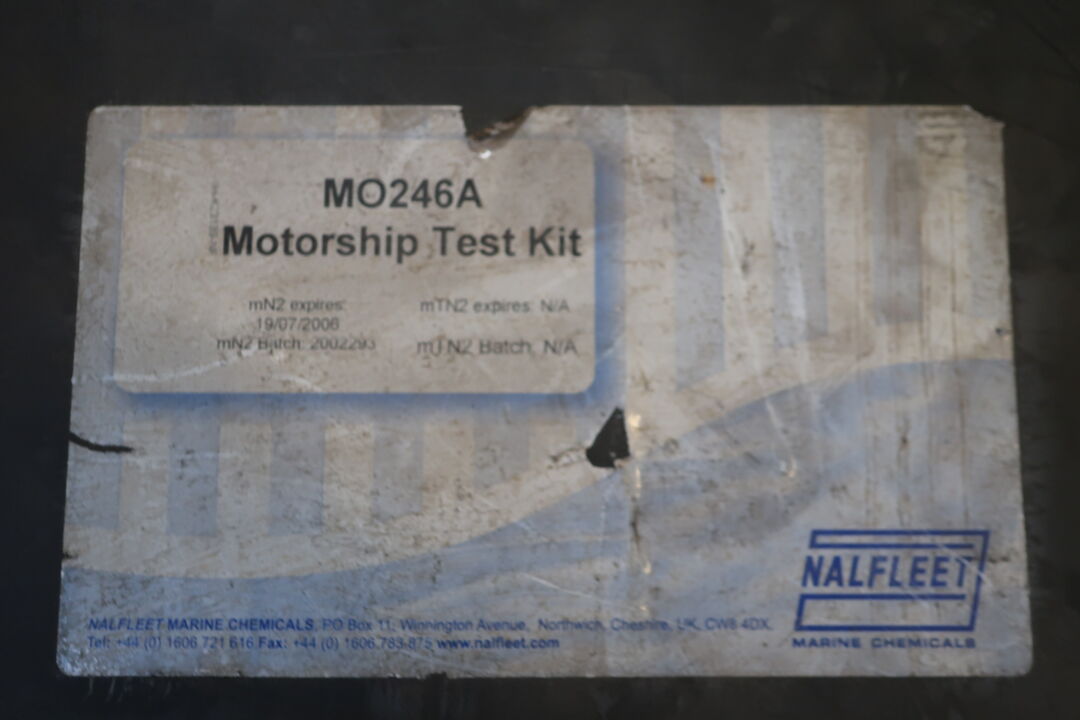 MO246A
Motorship Test Kit
mN2 expires: mTN2 expires: N/A
19/07/2006
mN2 Batch: 2002293 mTN2 Batch: N/A
NALFLEET
MARINE CHEMICALS
NALFLEET MARINE CHEMICALS, PO Box 11, Winnington Avenue, Northwich, Cheshire, UK, CW8 4DX.
Tel: +44 (0) 1606 721 616 Fax: +44 (0) 1606 783 875 www.nalfleet.com